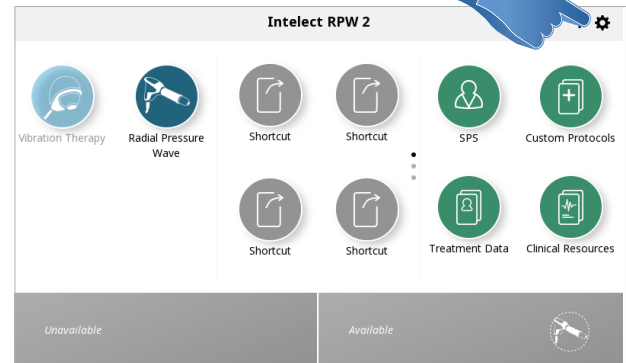 Intelect RPW 2
Vibration Therapy
Radial Pressure
Wave
Shortcut
Shortcut
SPS
Custom Protocols
Shortcut
Shortcut
Treatment Data
Clinical Resources
Unavailable
Available